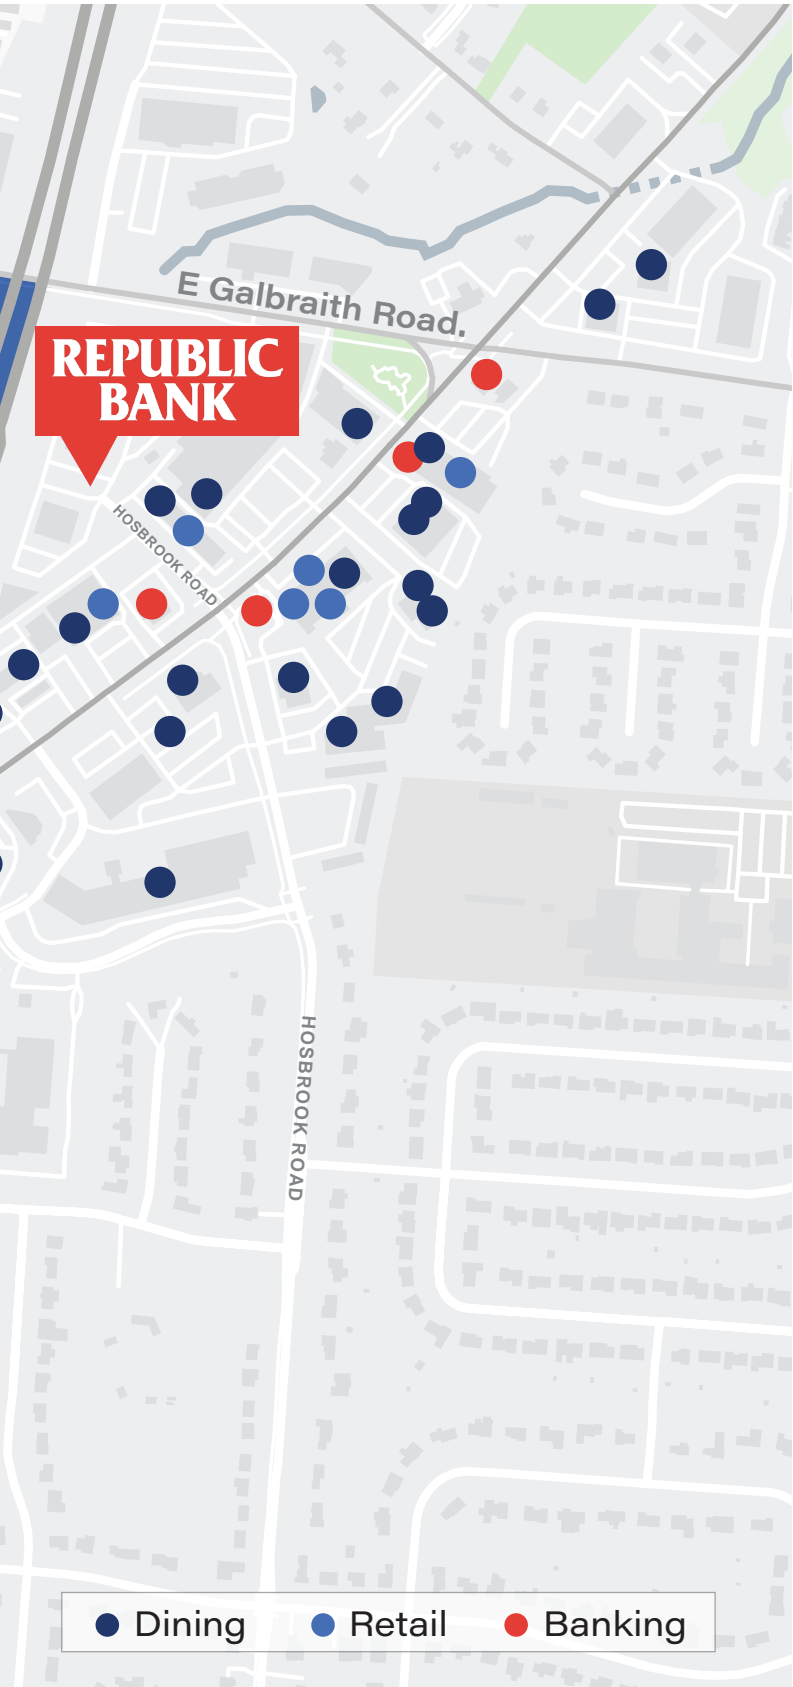 E Galbraith Road.
REPUBLIC
BANK
HOSBROOK ROAD
HOSBROOK ROAD
Dining
Retail
Banking